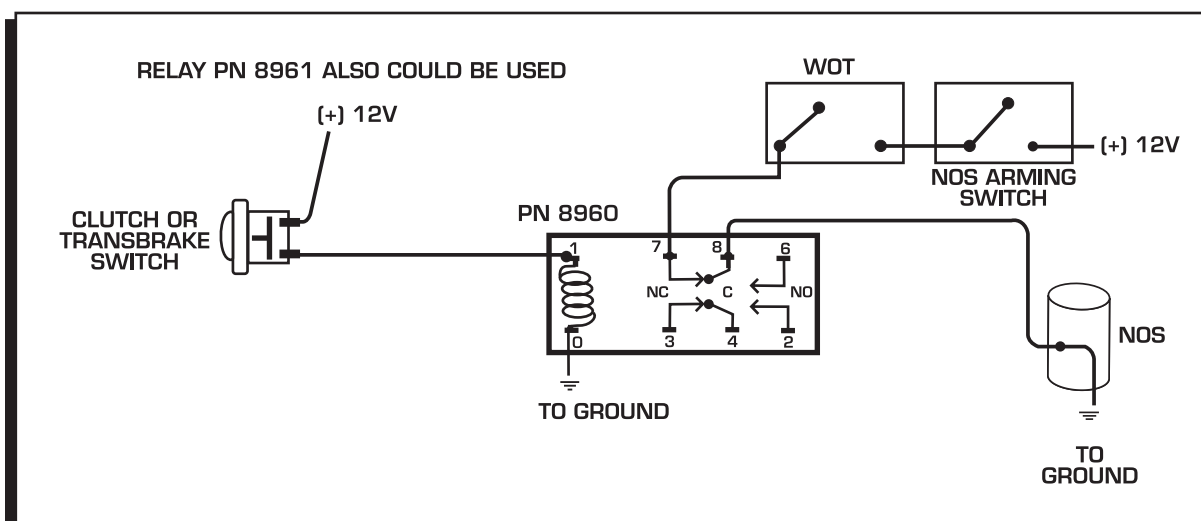 RELAY PN 8961 ALSO COULD BE USED
(+) 12V
WOT
(+) 12V
NOS ARMING
SWITCH
CLUTCH OR
TRANSBRAKE
SWITCH
PN 8960
1
7
8
6
NC
C
NO
0
3
4
2
TO GROUND
NOS
TO
GROUND